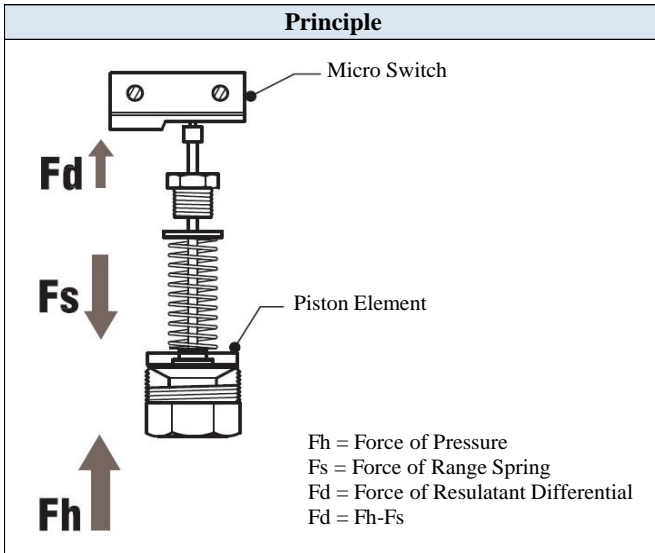 Principle
Micro Switch
Fd
Fs
Piston Element
Fh = Force of Pressure
Fs = Force of Range Spring
Fd = Force of Resulatant Differential
Fd = Fh-Fs
Fh